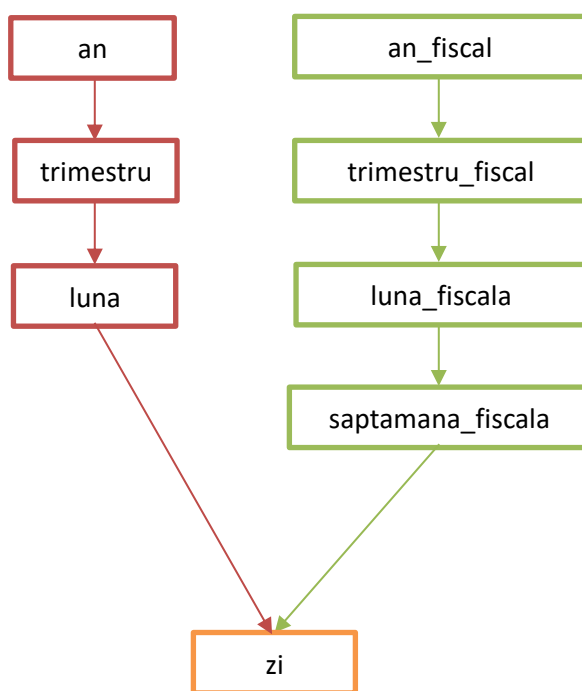 an
trimestru
luna
an_fiscal
trimestru_fiscal
luna_fiscala
saptamana_fiscala
zi